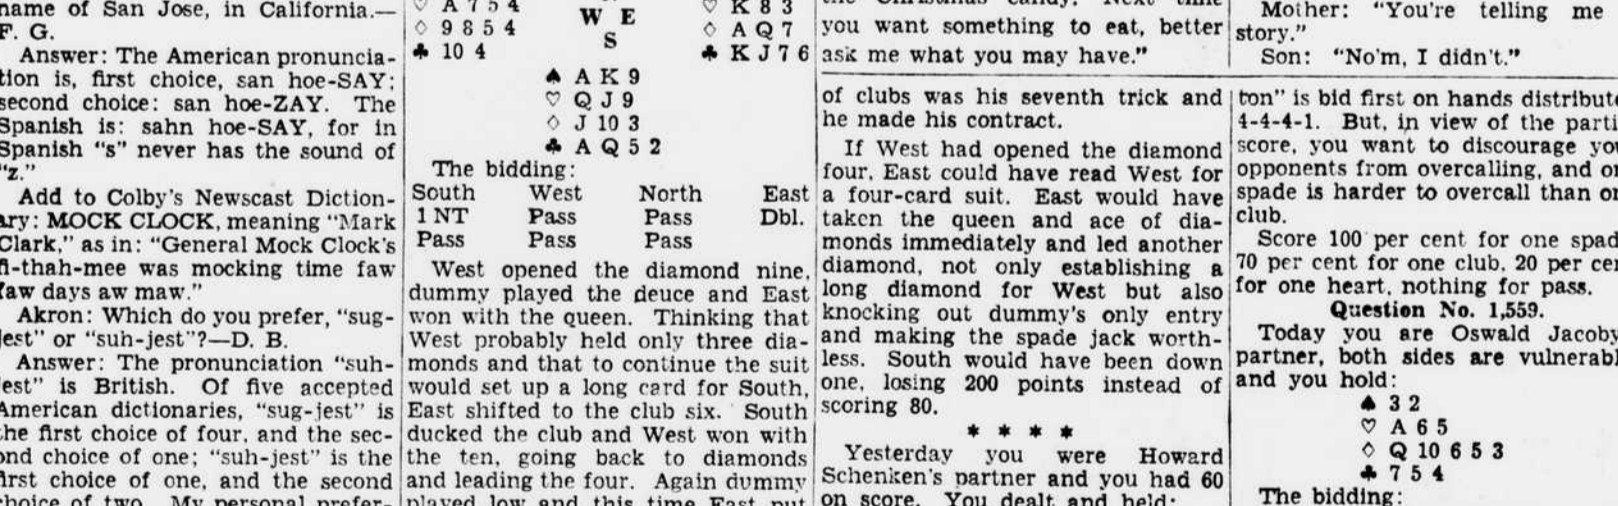 name of San Jose, in California.—
F. G.
Answer: The American pronuncia-
tion is, first choice, san hoe-SAY;
second choice: san hoe-ZAY. The
Spanish is: sahn hoe-SAY, for in
Spanish "s" never has the sound of
"z."
Add to Colby's Newscast Diction-
ary: MOCK CLOCK, meaning "Mark
Clark," as in: "General Mock Clock's
fi-thah-mee was mocking time faw
faw days aw maw."
Akron: Which do you prefer, "sug-
jest" or "suh-jest"?—D. B.
Answer: The pronunciation "suh-
jest" is British. Of five accepted
American dictionaries, "sug-jest" is
the first choice of four, and the sec-
ond choice of one; "suh-jest" is the
first choice of one, and the second
choice of two. My personal prefer-
♡ A 7 5 4
♢ 9 8 5 4
♣ 10 4
W E
S
♡ K 8 3
♢ A Q 7
♣ K J 7 6
♠ A K 9
♡ Q J 9
♢ J 10 3
♣ A Q 5 2
The bidding:
South West North East
1 NT Pass Pass Dbl.
Pass Pass Pass
West opened the diamond nine,
dummy played the deuce and East
won with the queen. Thinking that
West probably held only three dia-
monds and that to continue the suit
would set up a long card for South,
East shifted to the club six. South
ducked the club and West won with
the ten, going back to diamonds
and leading the four. Again dummy
played low and this time East put
the Christmas candy. Next time
you want something to eat, better
ask me what you may have."
of clubs was his seventh trick and
he made his contract.
If West had opened the diamond
four, East could have read West for
a four-card suit. East would have
taken the queen and ace of dia-
monds immediately and led another
diamond, not only establishing a
long diamond for West but also
knocking out dummy's only entry
and making the spade jack worth-
less. South would have been down
one, losing 200 points instead of
scoring 80.
* * * *
Yesterday you were Howard
Schenken's partner and you had 60
on score. You dealt and held:
Mother: "You're telling me
story."
Son: "No'm, I didn't."
ton" is bid first on hands distribute
4-4-4-1. But, in view of the parti
score, you want to discourage you
opponents from overcalling, and on
spade is harder to overcall than on
club.
Score 100 per cent for one spad
70 per cent for one club, 20 per cen
for one heart, nothing for pass.
Question No. 1,559.
Today you are Oswald Jacoby
partner, both sides are vulnerabl
and you hold:
♠ 3 2
♡ A 6 5
♢ Q 10 6 5 3
♣ 7 5 4
The bidding: